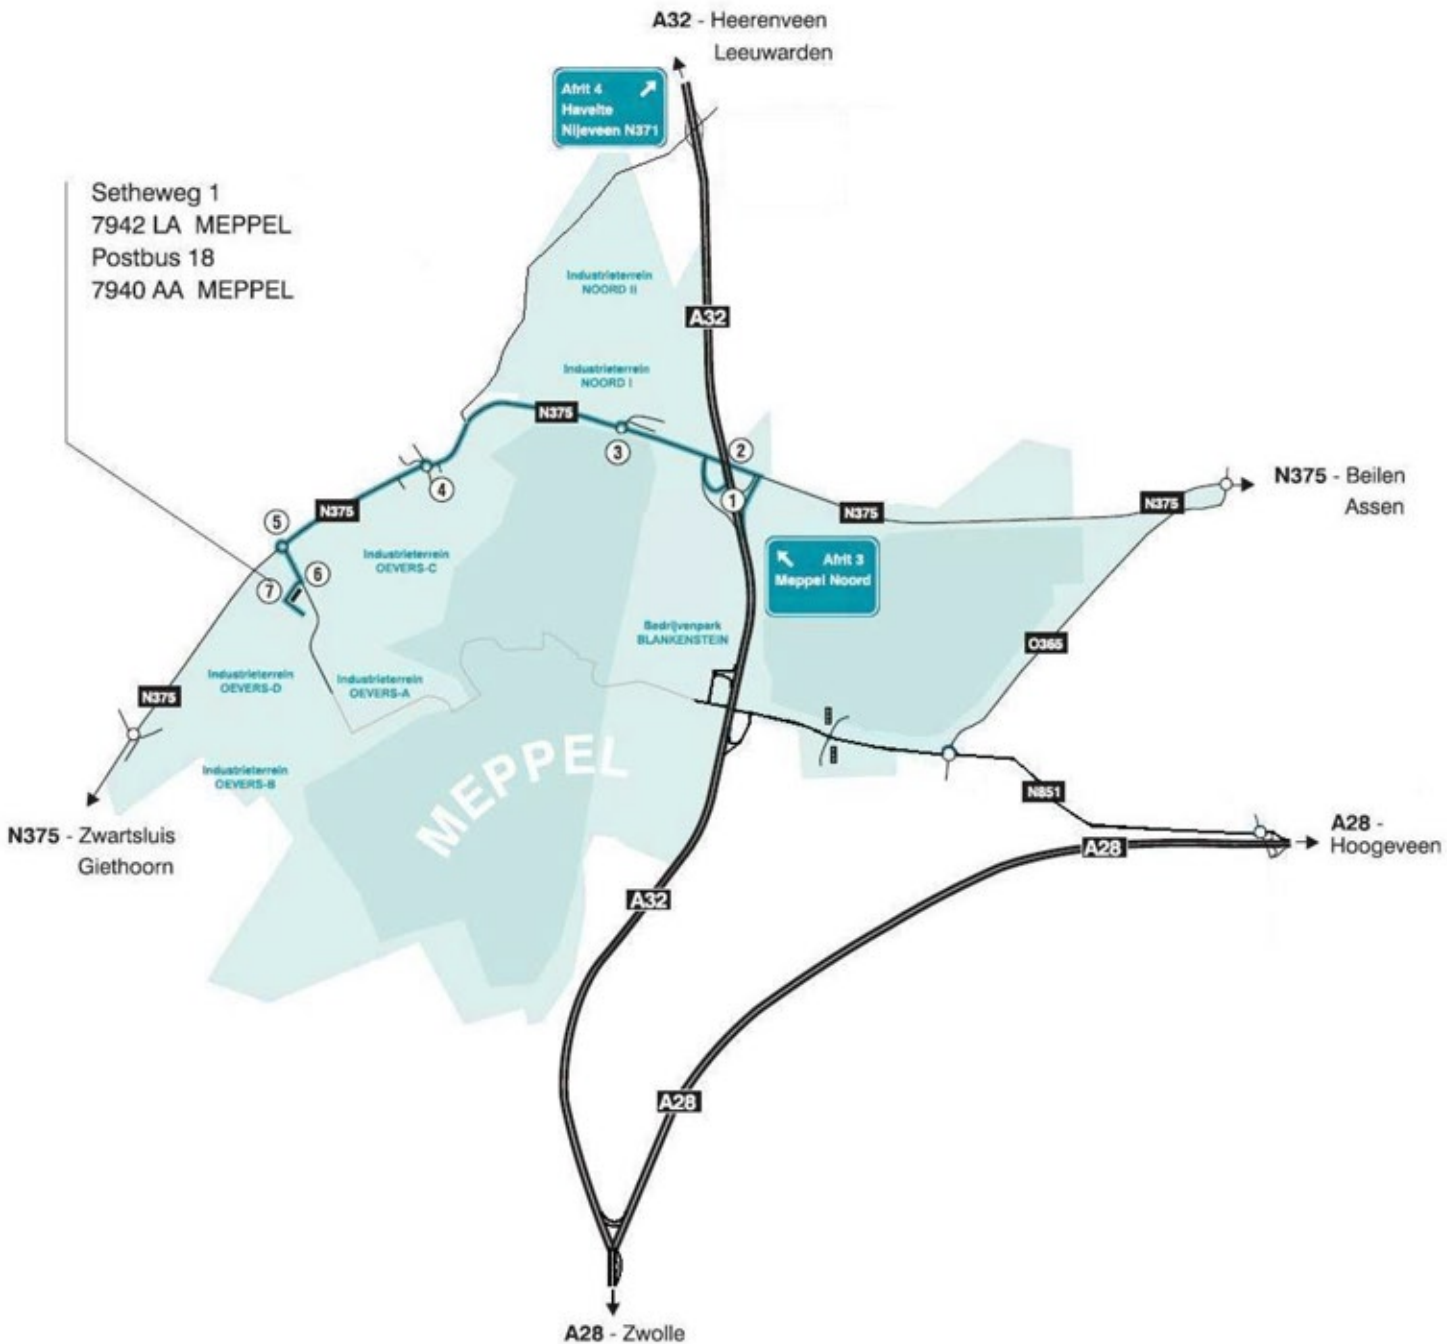 A32 - Heerenveen
Leeuwarden
Afrit 4
Havelte
Nijeveen N371
Setheweg 1
7942 LA MEPPEL
Postbus 18
7940 AA MEPPEL
Industrieterrein
NOORD II
A32
Industrieterrein
NOORD I
N375
3
2
4
1
N375
N375
N375
N375 - Beilen
Assen
5
Industrieterrein
OEVERS-C
6
7
Afrit 3
Meppel Noord
Bedrijvenpark
BLANKENSTEIN
O365
Industrieterrein
OEVERS-D
Industrieterrein
OEVERS-A
N375
MEPPEL
Industrieterrein
OEVERS-B
N851
N375 - Zwartsluis
Giethoorn
A28 -
Hoogeveen
A28
A32
A28
A28 - Zwolle